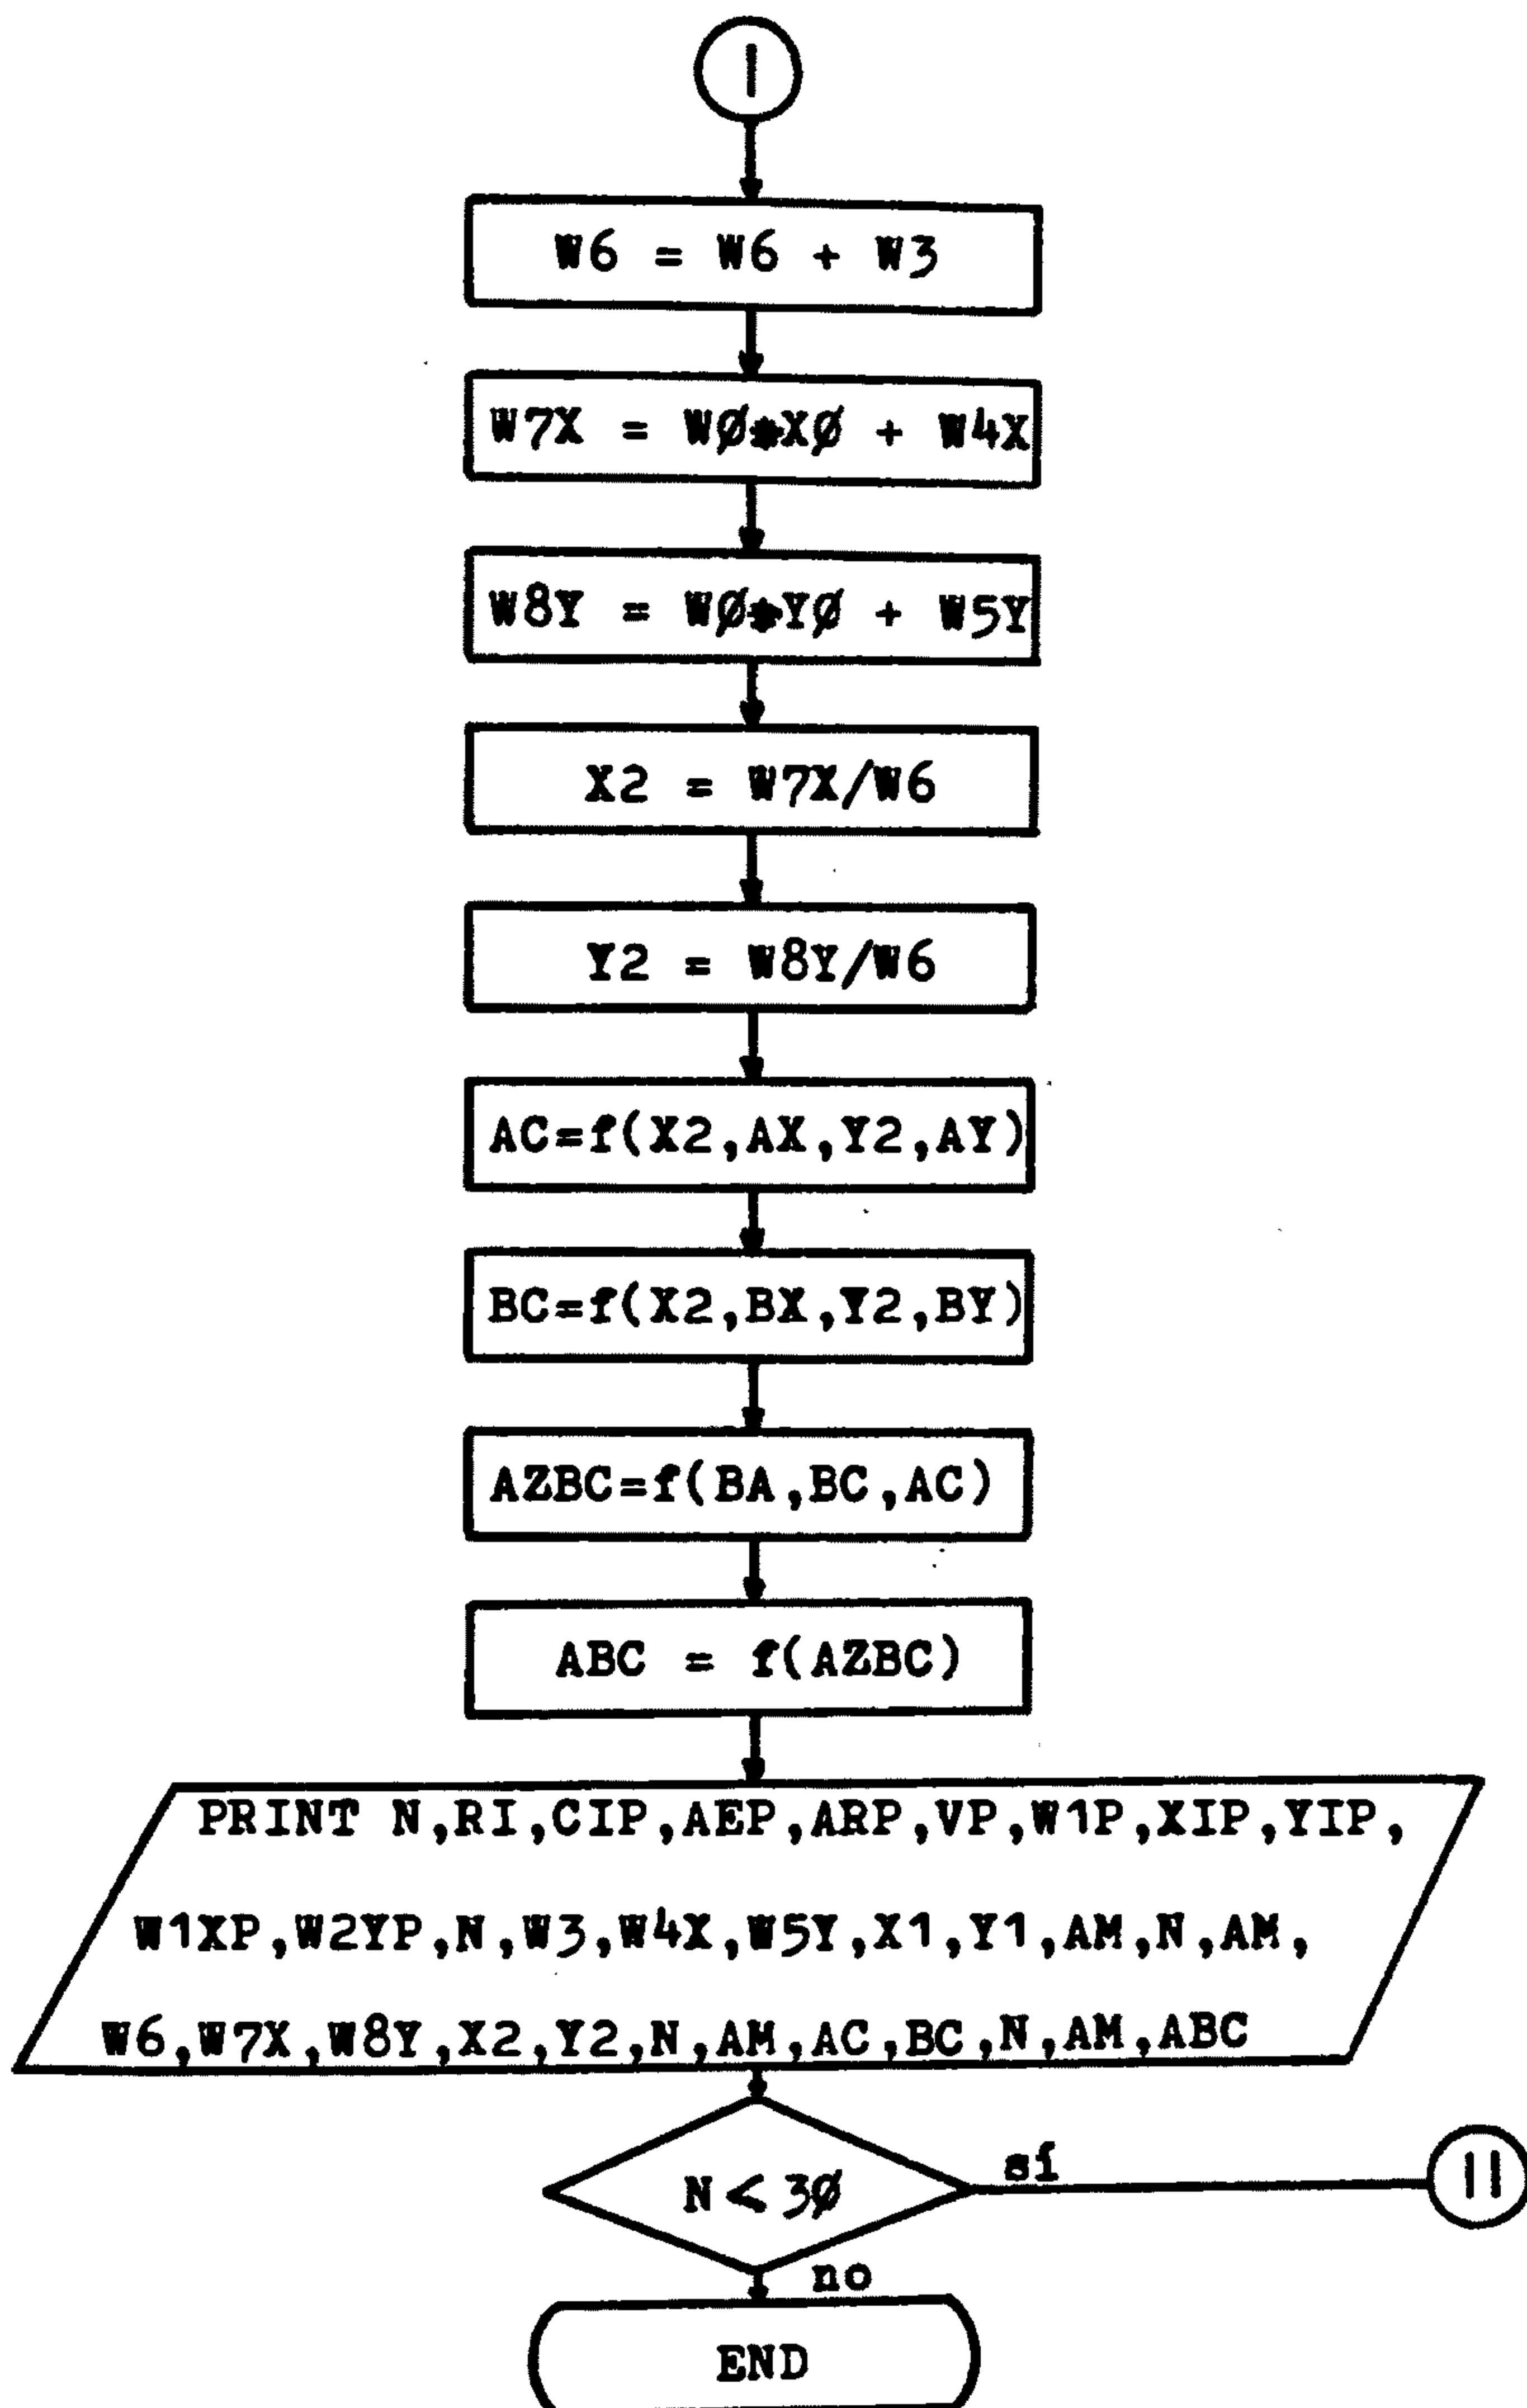 I
W6 = W6 + W3
W7X = WØ*XØ + W4X
W8Y = WØ*YØ + W5Y
X2 = W7X/W6
Y2 = W8Y/W6
AC=f(X2,AX,Y2,AY)
BC=f(X2,BX,Y2,BY)
AZBC=f(BA,BC,AC)
ABC = f(AZBC)
PRINT N,RI,CIP,AEP,ARP,VP,W1P,XIP,YIP,
W1XP,W2YP,N,W3,W4X,W5Y,X1,Y1,AM,N,AM,
W6,W7X,W8Y,X2,Y2,N,AM,AC,BC,N,AM,ABC
N < 3Ø
sí
II
no
END